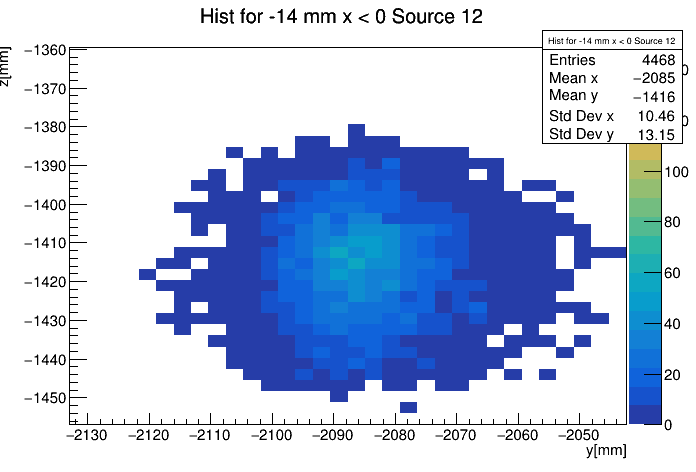 Hist for -14 mm x < 0 Source 12
Hist for -14 mm x < 0 Source 12
Entries 4468
Mean x −2085
Mean y −1416
Std Dev x 10.46
Std Dev y 13.15
z[mm]
−1360
−1370
−1380
−1390
−1400
−1410
−1420
−1430
−1440
−1450
0
0
100
80
60
40
20
0
−2130 −2120 −2110 −2100 −2090 −2080 −2070 −2060 −2050
y[mm]